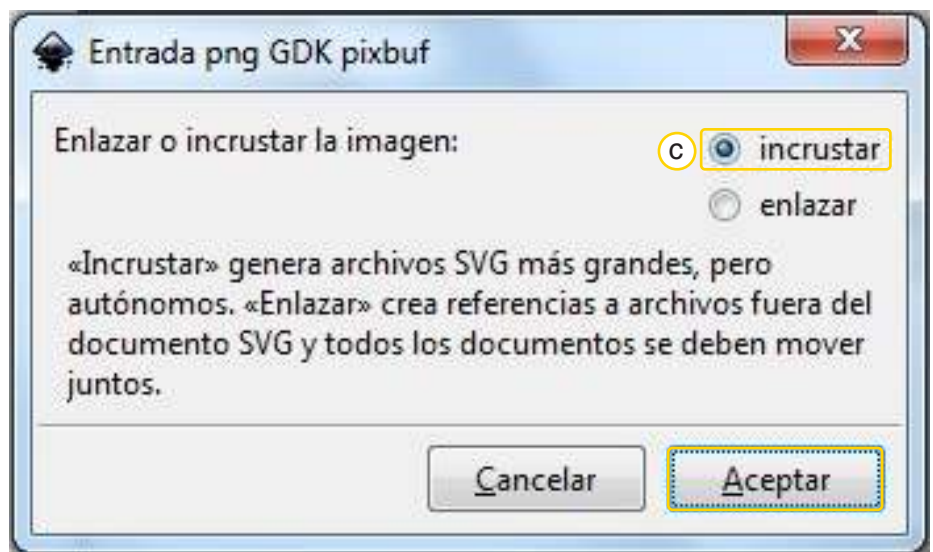 Entrada png GDK pixbuf
x
Enlazar o incrustar la imagen:
c incrustar
enlazar
«Incrustar» genera archivos SVG más grandes, pero
autónomos. «Enlazar» crea referencias a archivos fuera del
documento SVG y todos los documentos se deben mover
juntos.
Cancelar Aceptar